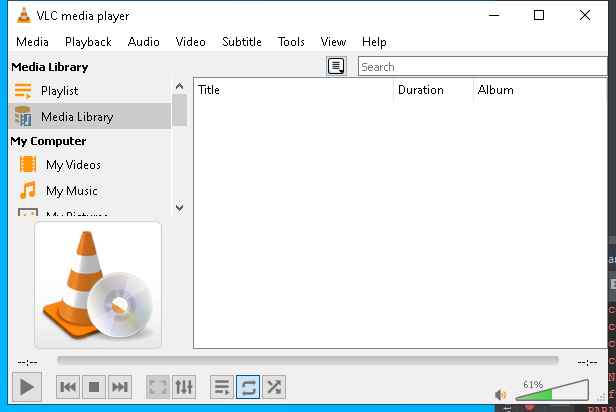 VLC media player
Media Playback Audio Video Subtitle Tools View Help
Media Library
Search
Playlist
Title Duration Album
Media Library
My Computer
My Videos
My Music
My Pictures
--:-- --:--
61%